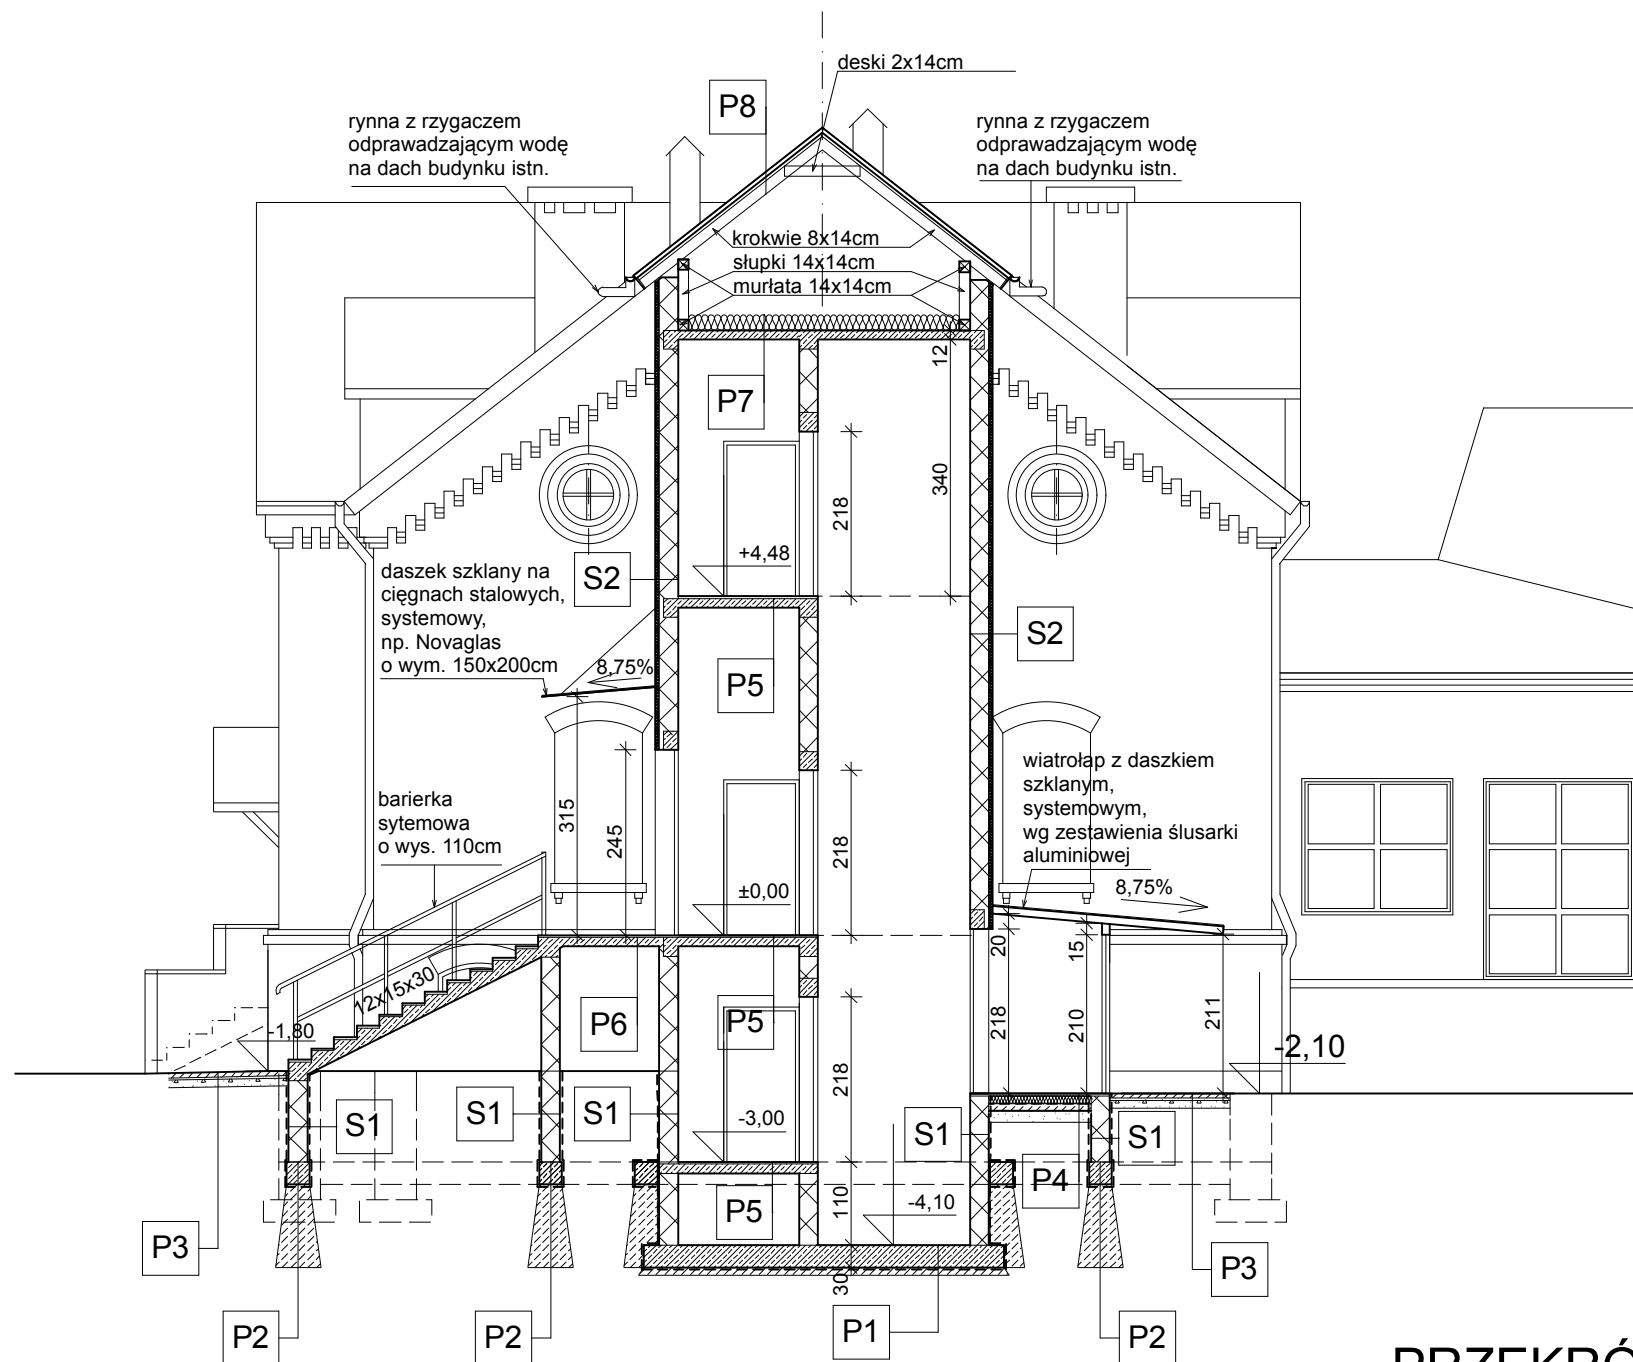 deski 2x14cm
P8
rynna z rzygaczem
odprawadzającym wodę
na dach budynku istn.
rynna z rzygaczem
odprawadzającym wodę
na dach budynku istn.
krokwie 8x14cm
słupki 14x14cm
murłata 14x14cm
12
P7
340
218
+4,48
S2
daszek szklany na
cięgnach stalowych,
systemowy,
np. Novaglas
o wym. 150x200cm
8,75%
S2
P5
wiatrołap z daszkiem
szklanym,
systemowym,
wg zestawienia ślusarki
aluminiowej
8,75%
barierka
sytemowa
o wys. 110cm
315
245
218
±0,00
20
15
12x15x30
-1,80
P6
P5
218
210
211
-2,10
218
S1
S1
S1
-3,00
S1
S1
P4
P5
110
-4,10
P3
P3
30
P2
P2
P1
P2
PRZEKRÓ